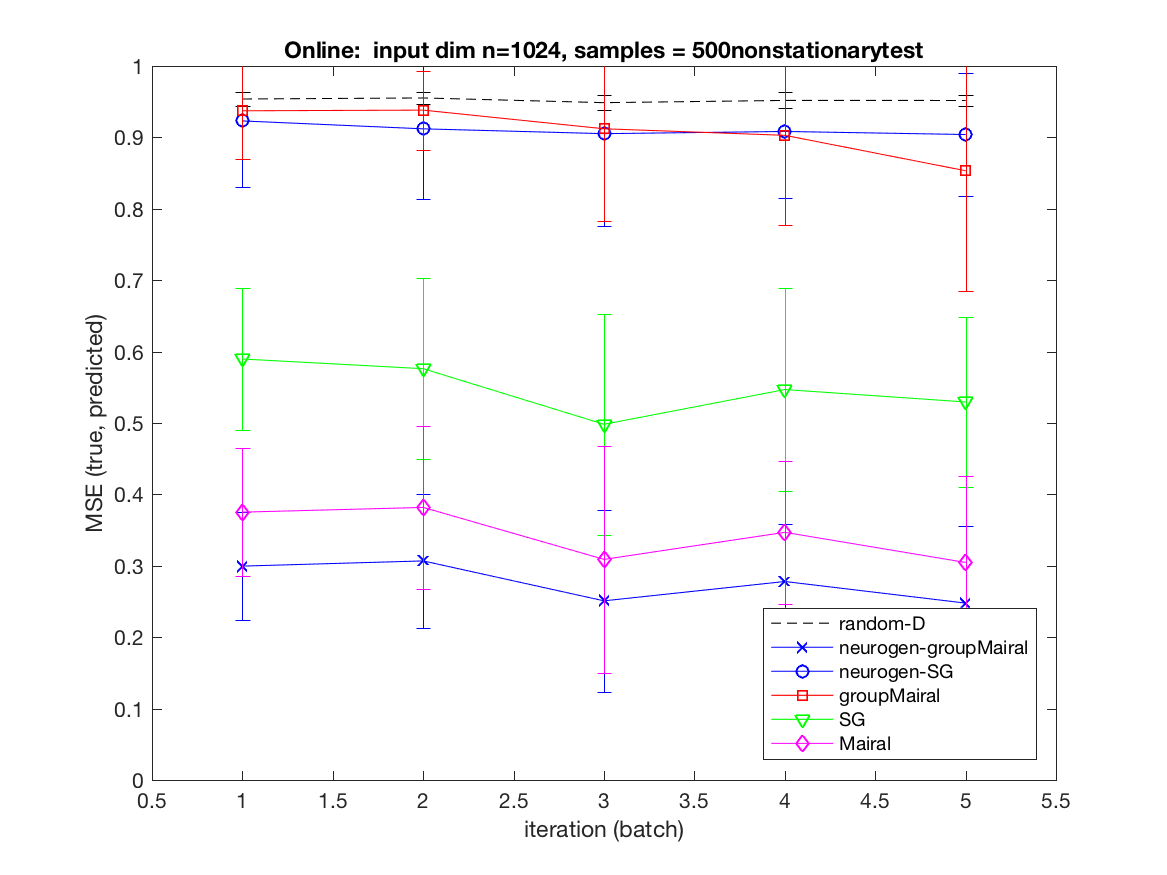 Online:  input dim n=1024, samples = 500nonstationarytest
MSE (true, predicted)
1
0.9
0.8
0.7
0.6
0.5
0.4
0.3
0.2
0.1
0
random-D
neurogen-groupMairal
neurogen-SG
groupMairal
SG
Mairal
0.5 1 1.5 2 2.5 3 3.5 4 4.5 5 5.5
iteration (batch)